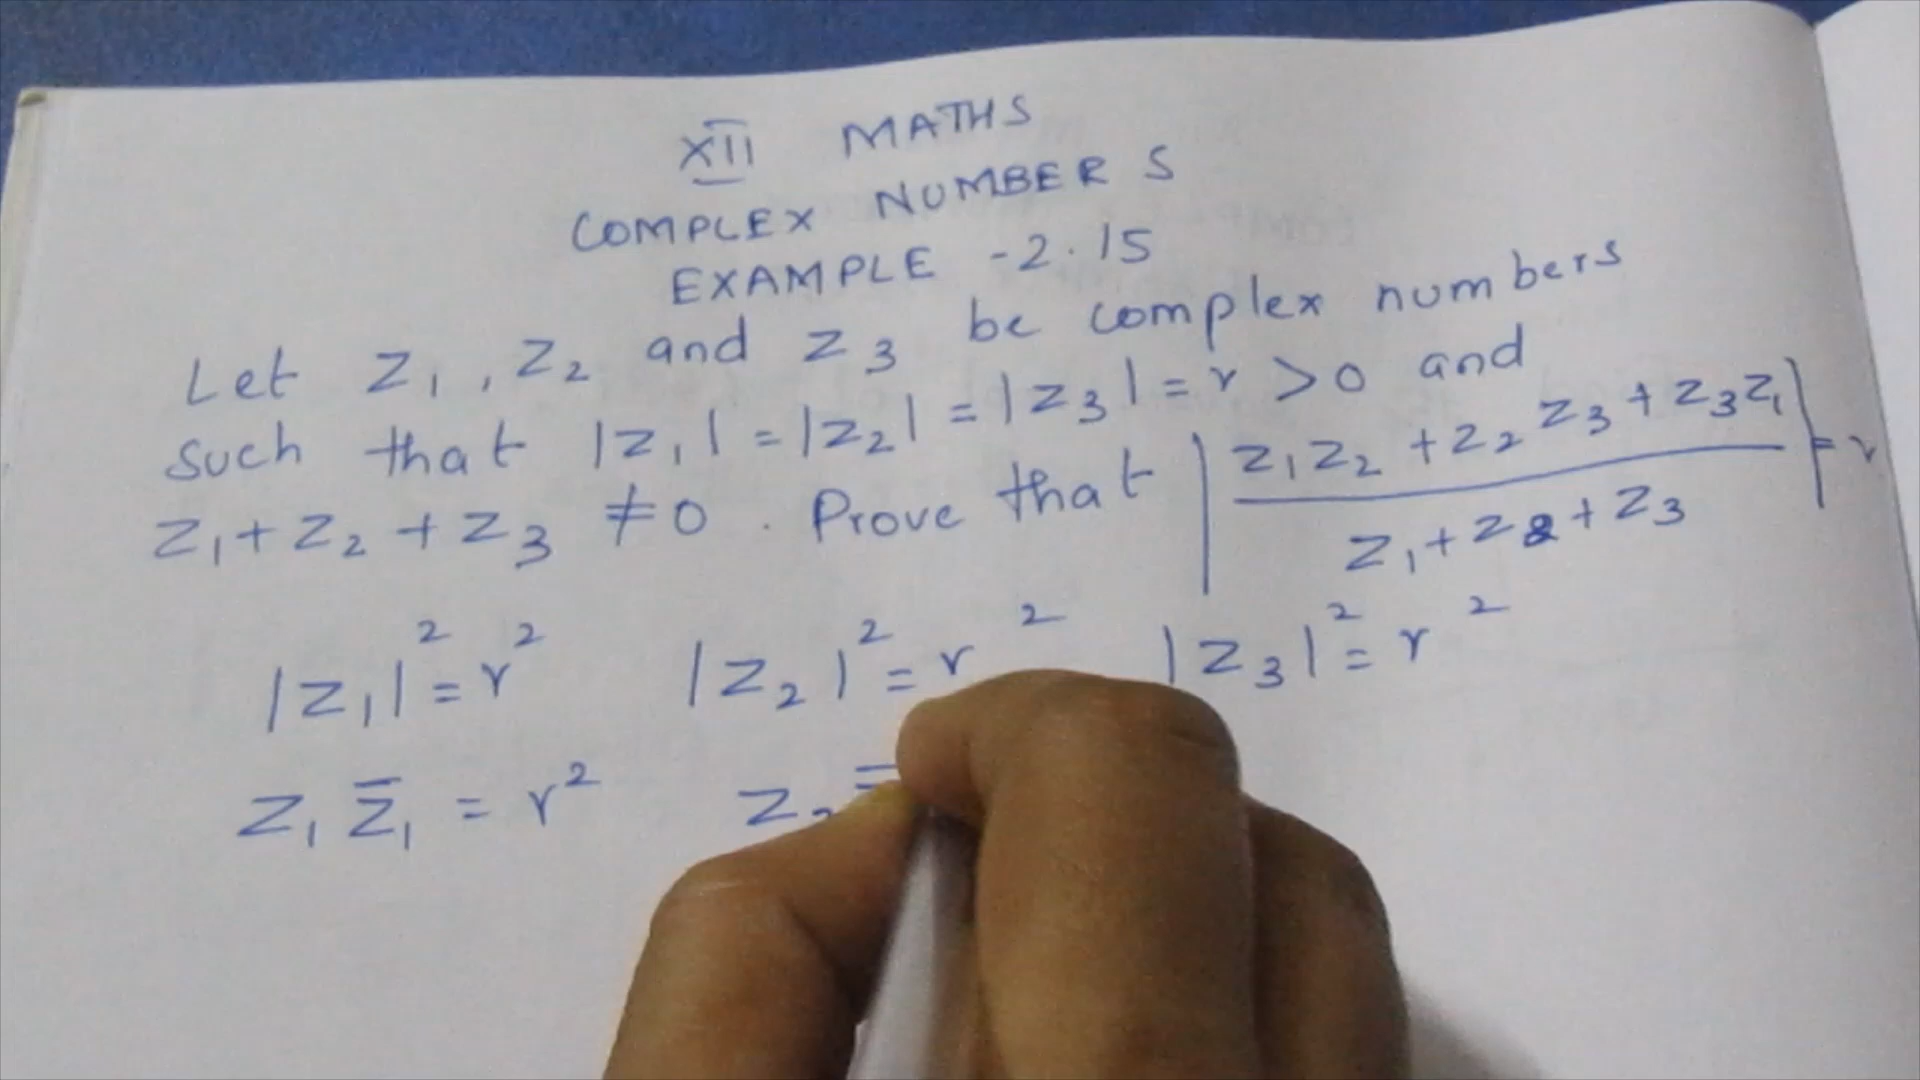 XII MATHS
COMPLEX NUMBERS
EXAMPLE -2.15
Let z₁, z₂ and z₃ be complex numbers
such that |z₁| = |z₂| = |z₃| = r > 0 and
z₁ + z₂ + z₃ ≠ 0. Prove that |(z₁z₂ + z₂z₃ + z₃z₁)/(z₁ + z₂ + z₃)| = r
|z₁|² = r² |z₂|² = r² |z₃|² = r²
z₁ z̄₁ = r² z₂